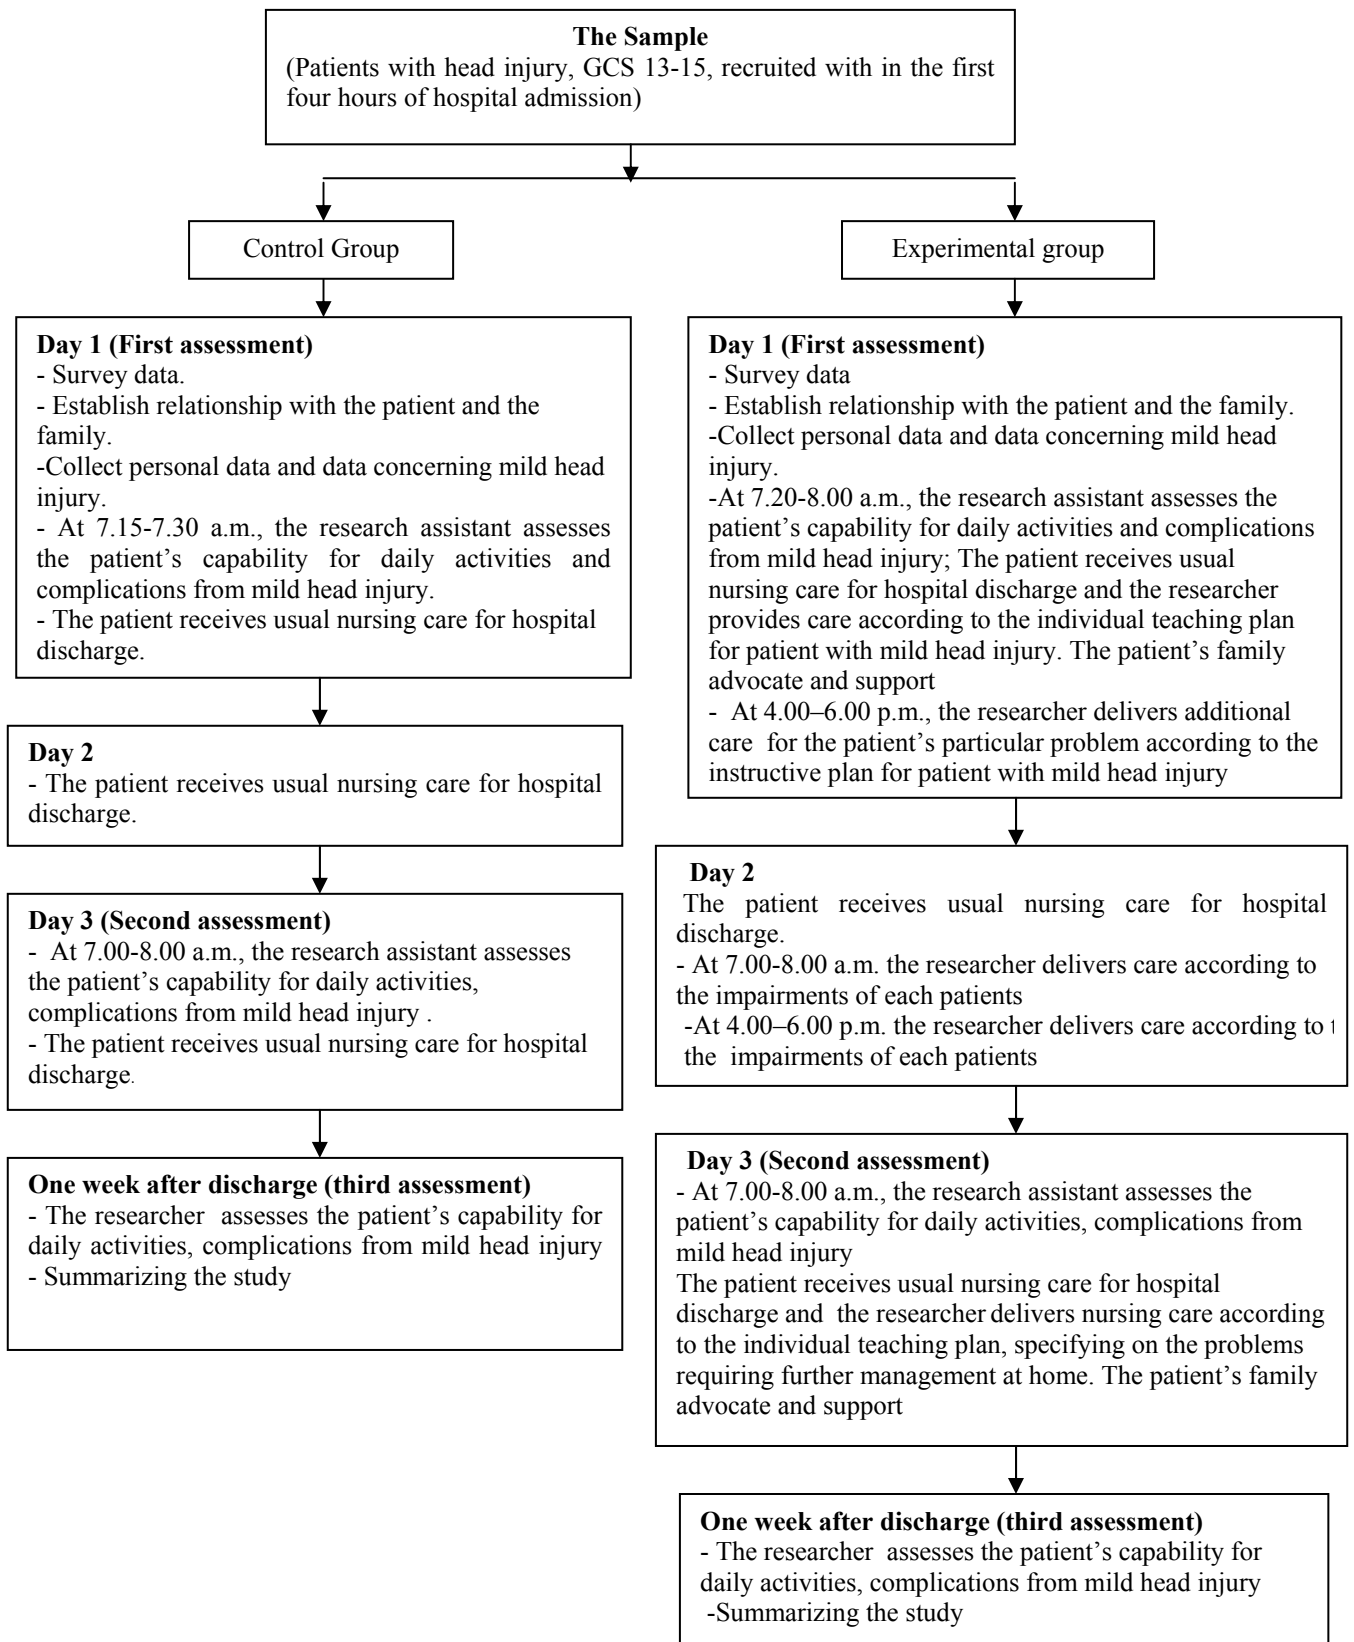 The Sample
(Patients with head injury, GCS 13-15, recruited with in the first
four hours of hospital admission)
Control Group
Experimental group
Day 1 (First assessment)
- Survey data.
- Establish relationship with the patient and the
family.
-Collect personal data and data concerning mild head
injury.
- At 7.15-7.30 a.m., the research assistant assesses
the patient's capability for daily activities and
complications from mild head injury.
- The patient receives usual nursing care for hospital
discharge.
Day 2
- The patient receives usual nursing care for hospital
discharge.
Day 3 (Second assessment)
- At 7.00-8.00 a.m., the research assistant assesses
the patient's capability for daily activities,
complications from mild head injury .
- The patient receives usual nursing care for hospital
discharge.
One week after discharge (third assessment)
- The researcher assesses the patient's capability for
daily activities, complications from mild head injury
- Summarizing the study
Day 1 (First assessment)
- Survey data
- Establish relationship with the patient and the family.
-Collect personal data and data concerning mild head
injury.
-At 7.20-8.00 a.m., the research assistant assesses the
patient's capability for daily activities and complications
from mild head injury; The patient receives usual
nursing care for hospital discharge and the researcher
provides care according to the individual teaching plan
for patient with mild head injury. The patient's family
advocate and support
- At 4.00–6.00 p.m., the researcher delivers additional
care for the patient's particular problem according to the
instructive plan for patient with mild head injury
Day 2
The patient receives usual nursing care for hospital
discharge.
- At 7.00-8.00 a.m. the researcher delivers care according to
the impairments of each patients
-At 4.00–6.00 p.m. the researcher delivers care according to
the impairments of each patients
Day 3 (Second assessment)
- At 7.00-8.00 a.m., the research assistant assesses the
patient's capability for daily activities, complications from
mild head injury
The patient receives usual nursing care for hospital
discharge and the researcher delivers nursing care according
to the individual teaching plan, specifying on the problems
requiring further management at home. The patient's family
advocate and support
One week after discharge (third assessment)
- The researcher assesses the patient's capability for
daily activities, complications from mild head injury
-Summarizing the study